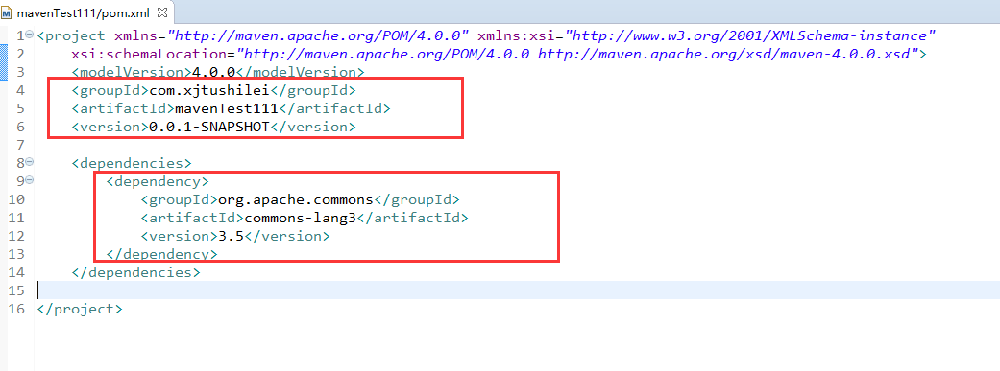 mavenTest111/pom.xml
1 <project xmlns="http://maven.apache.org/POM/4.0.0" xmlns:xsi="http://www.w3.org/2001/XMLSchema-instance"
2 xsi:schemaLocation="http://maven.apache.org/POM/4.0.0 http://maven.apache.org/xsd/maven-4.0.0.xsd">
3 <modelVersion>4.0.0</modelVersion>
4 <groupId>com.xjtushilei</groupId>
5 <artifactId>mavenTest111</artifactId>
6 <version>0.0.1-SNAPSHOT</version>
7
8 <dependencies>
9 <dependency>
10 <groupId>org.apache.commons</groupId>
11 <artifactId>commons-lang3</artifactId>
12 <version>3.5</version>
13 </dependency>
14 </dependencies>
15
16 </project>